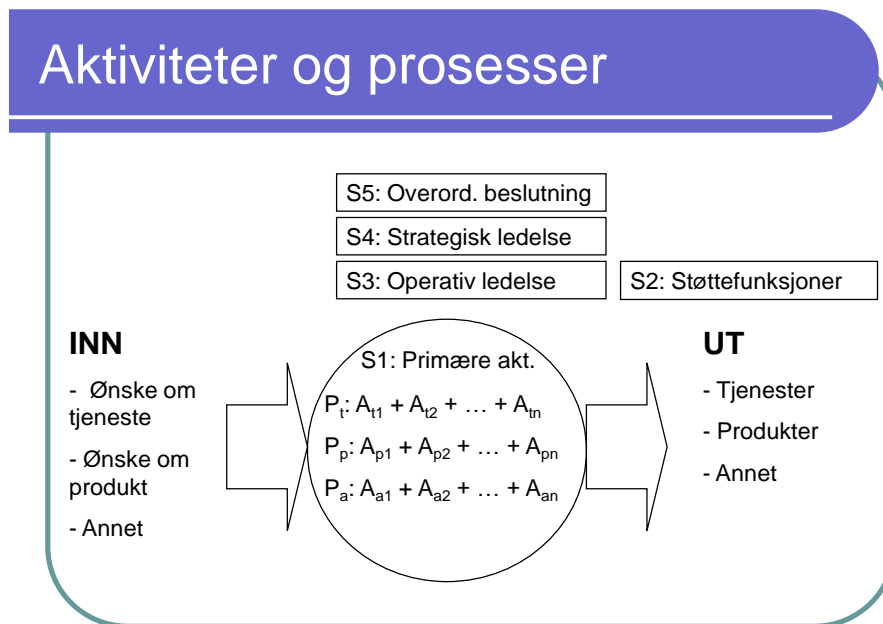 Aktiviteter og prosesser
S5: Overord. beslutning
S4: Strategisk ledelse
S3: Operativ ledelse
S2: Støttefunksjoner
INN
- Ønske om
tjeneste
- Ønske om
produkt
- Annet
S1: Primære akt.
Pt: At1 + At2 + … + Atn
Pp: Ap1 + Ap2 + … + Apn
Pa: Aa1 + Aa2 + … + Aan
UT
- Tjenester
- Produkter
- Annet